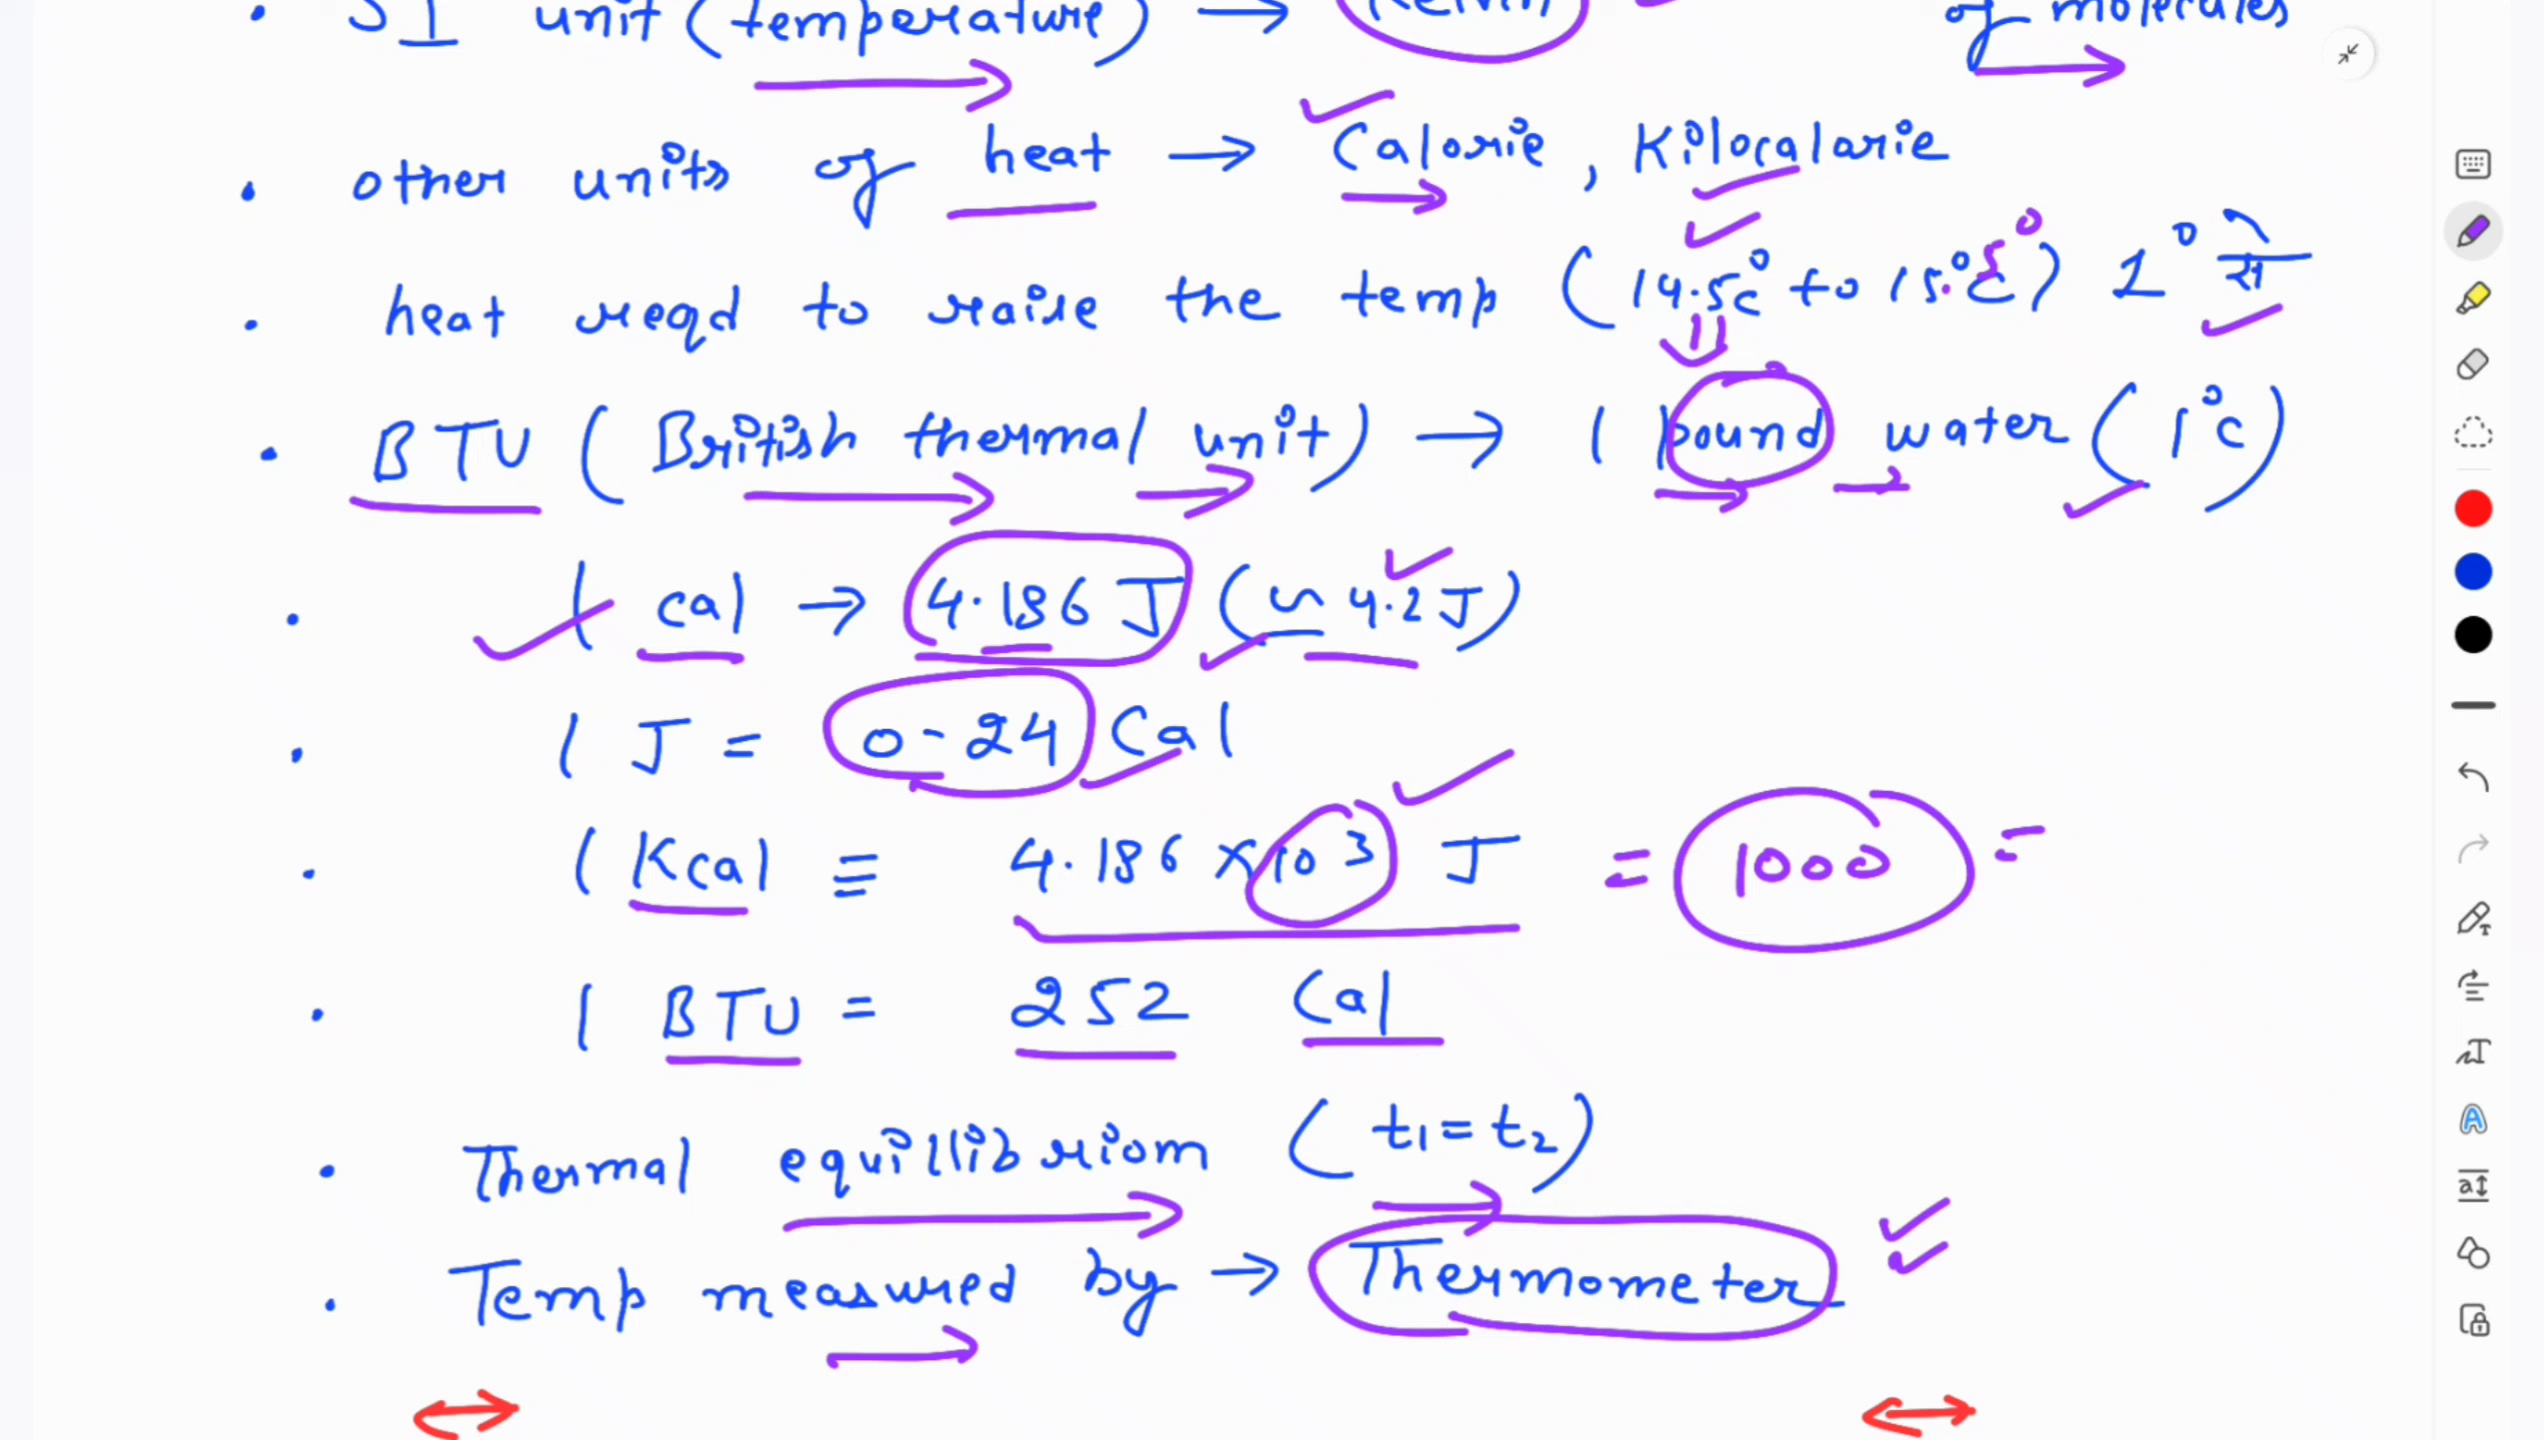 • SI unit (temperature) → Kelvin of molecules
• other units of heat → Calorie, Kilocalarie
• heat reqd to raise the temp (14.5c° to 15.5°) 1°
• BTU (British thermal unit) → 1 pound water (1°c)
• 1 cal → 4.186 J (~ 4.2 J)
• 1 J = 0-24 Cal
• 1 Kcal ≡ 4.186 ×10³ J = 1000 =
• 1 BTU = 252 Cal
• Thermal equillibriom (t₁ = t₂)
• Temp measured by → Thermometer